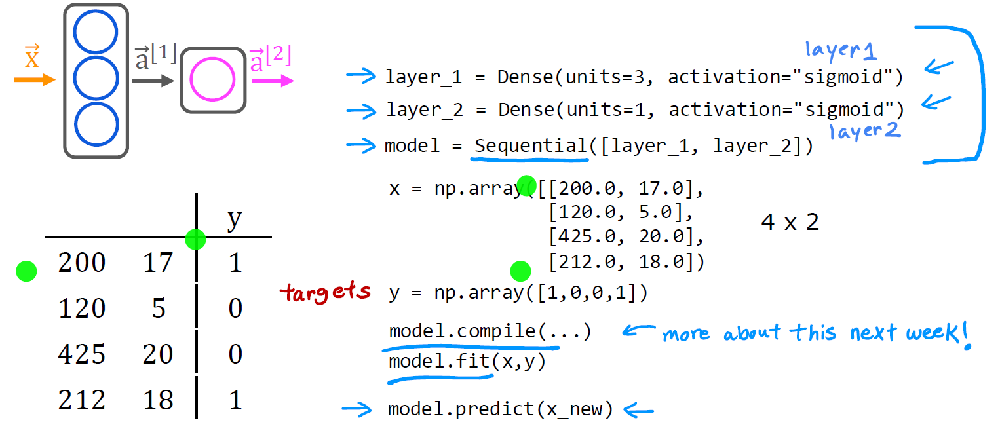 x⃗
a⃗[1]
a⃗[2]
layer1
layer_1 = Dense(units=3, activation="sigmoid")
layer_2 = Dense(units=1, activation="sigmoid")
layer2
model = Sequential([layer_1, layer_2])
x = np.array([[200.0, 17.0],
[120.0, 5.0],
[425.0, 20.0],
[212.0, 18.0])
4 x 2
y
200 17 1
120 5 0
425 20 0
212 18 1
targets y = np.array([1,0,0,1])
model.compile(...) more about this next week!
model.fit(x,y)
model.predict(x_new)